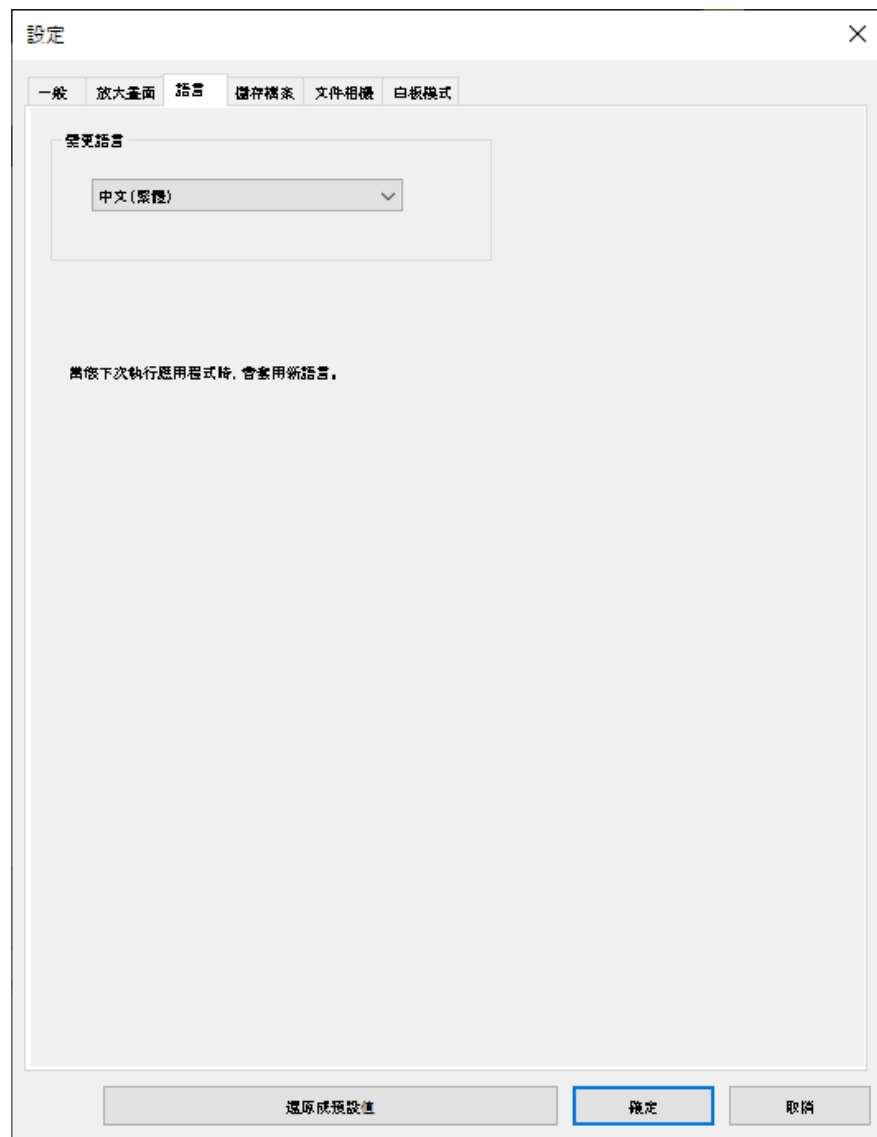 設定
一般 放大畫面 語言 儲存檔案 文件相機 白板模式
變更語言
中文(繁體)
當您下次執行應用程式時, 會套用新語言。
還原成預設值 確定 取消